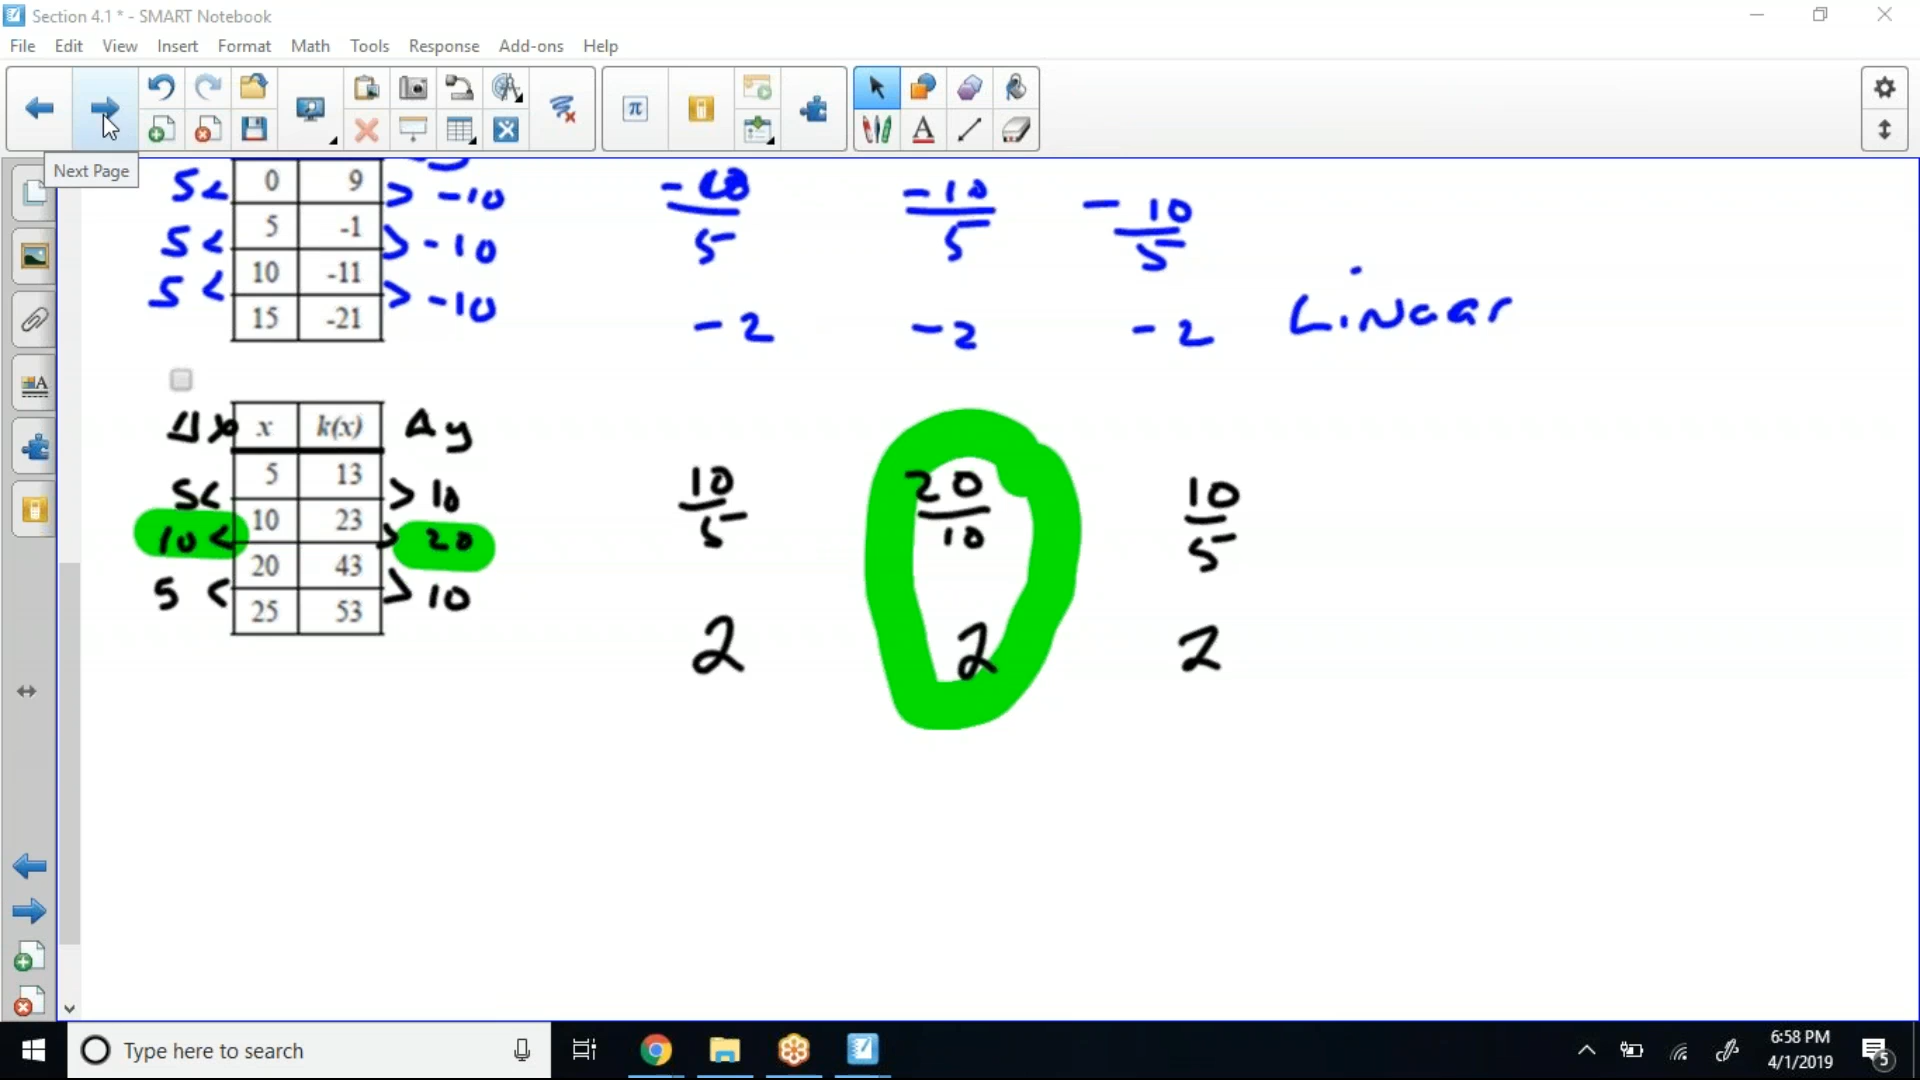 Section 4.1 * - SMART Notebook
File Edit View Insert Format Math Tools Response Add-ons Help
π
A
Next Page
5< 0 9 > -10
5< 5 -1 > -10
5< 10 -11 > -10
15 -21
-10/5 -10/5 -10/5
-2 -2 -2 Linear
Δx x k(x) Δy
5< 5 13 > 10
10< 10 23 > 20
5 < 20 43 > 10
25 53
10/5 20/10 10/5
2 2 2
Type here to search
6:58 PM
4/1/2019
5